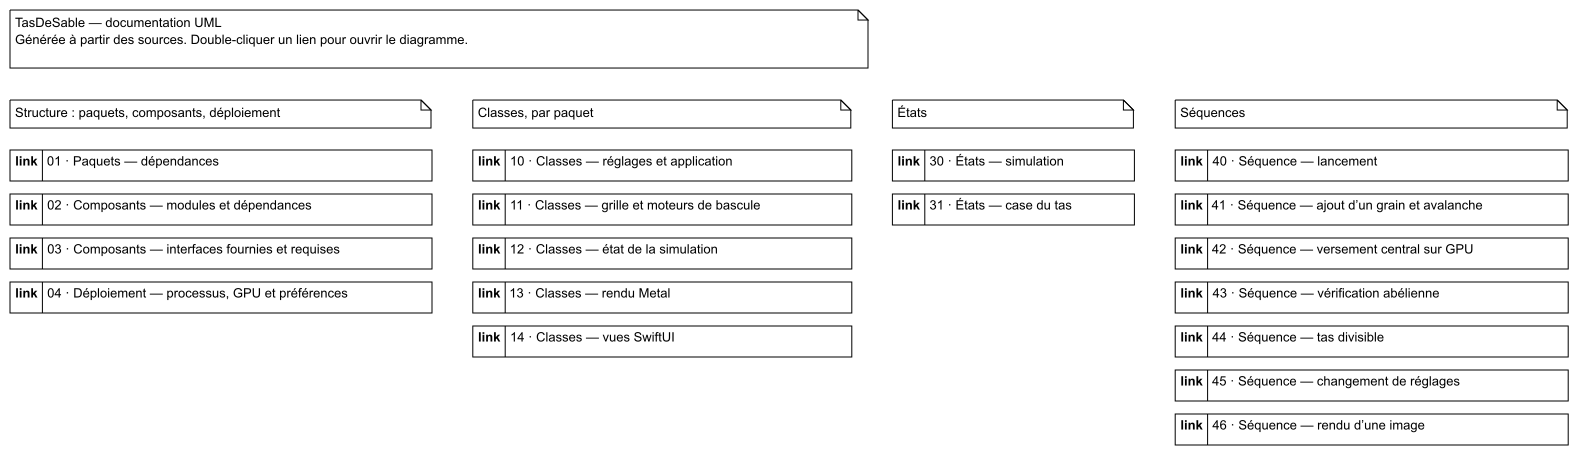 TasDeSable — documentation UML
Générée à partir des sources. Double-cliquer un lien pour ouvrir le diagramme.
Structure : paquets, composants, déploiement
link 01 · Paquets — dépendances
link 02 · Composants — modules et dépendances
link 03 · Composants — interfaces fournies et requises
link 04 · Déploiement — processus, GPU et préférences
Classes, par paquet
link 10 · Classes — réglages et application
link 11 · Classes — grille et moteurs de bascule
link 12 · Classes — état de la simulation
link 13 · Classes — rendu Metal
link 14 · Classes — vues SwiftUI
États
link 30 · États — simulation
link 31 · États — case du tas
Séquences
link 40 · Séquence — lancement
link 41 · Séquence — ajout d’un grain et avalanche
link 42 · Séquence — versement central sur GPU
link 43 · Séquence — vérification abélienne
link 44 · Séquence — tas divisible
link 45 · Séquence — changement de réglages
link 46 · Séquence — rendu d’une image